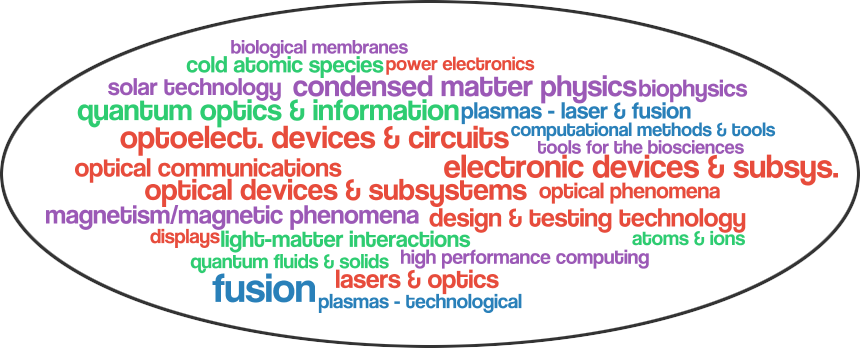 biological membranes
cold atomic species power electronics
solar technology condensed matter physics biophysics
quantum optics & information plasmas - laser & fusion
optoelect. devices & circuits computational methods & tools
tools for the biosciences
optical communications electronic devices & subsys.
optical devices & subsystems optical phenomena
magnetism/magnetic phenomena design & testing technology
displays light-matter interactions atoms & ions
quantum fluids & solids high performance computing
fusion lasers & optics
plasmas - technological